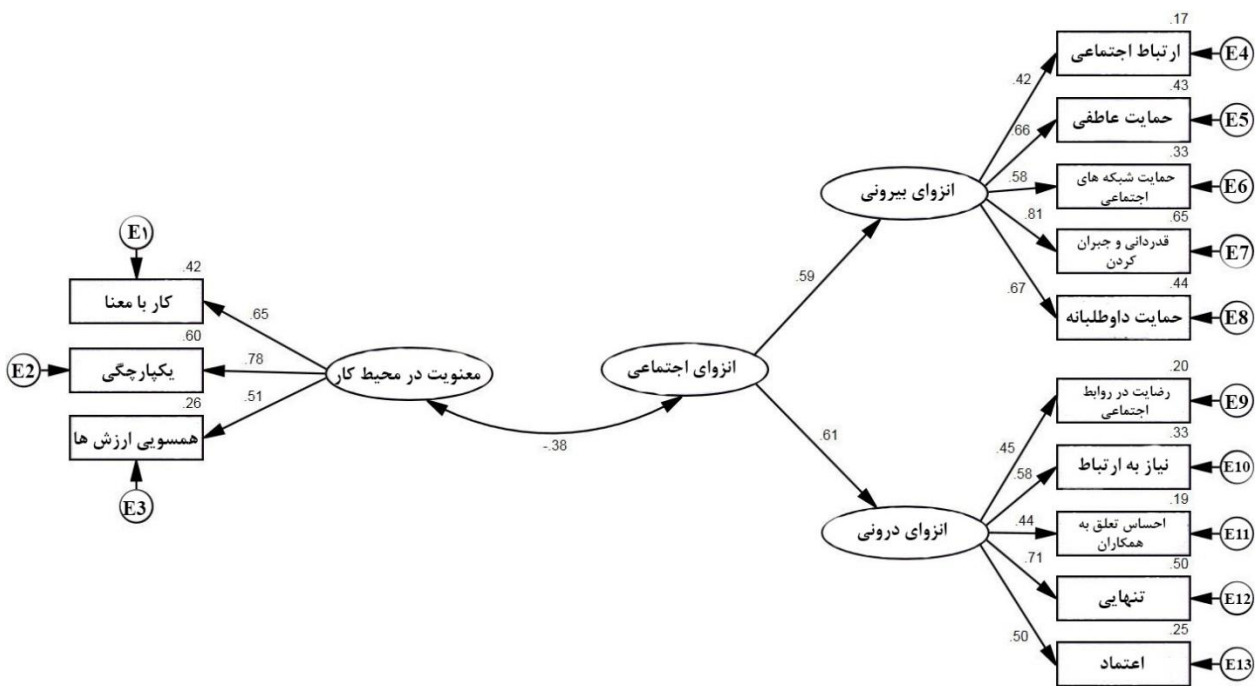 E۱
.42
کار با معنا
.65
.60
E2
یکپارچگی
.78
.26
.51
همسویی ارزش ها
E3
معنویت در محیط کار
-.38
انزوای اجتماعی
.59
.61
انزوای بیرونی
.42
.66
.58
.81
.67
.17
ارتباط اجتماعی
E4
.43
حمایت عاطفی
E5
.33
حمایت شبکه های
اجتماعی
E6
.65
قدردانی و جبران
کردن
E7
.44
حمایت داوطلبانه
E8
انزوای درونی
.45
.58
.44
.71
.50
.20
رضایت در روابط
اجتماعی
E9
.33
نیاز به ارتباط
E10
.19
احساس تعلق به
همکاران
E11
.50
تنهایی
E12
.25
اعتماد
E13